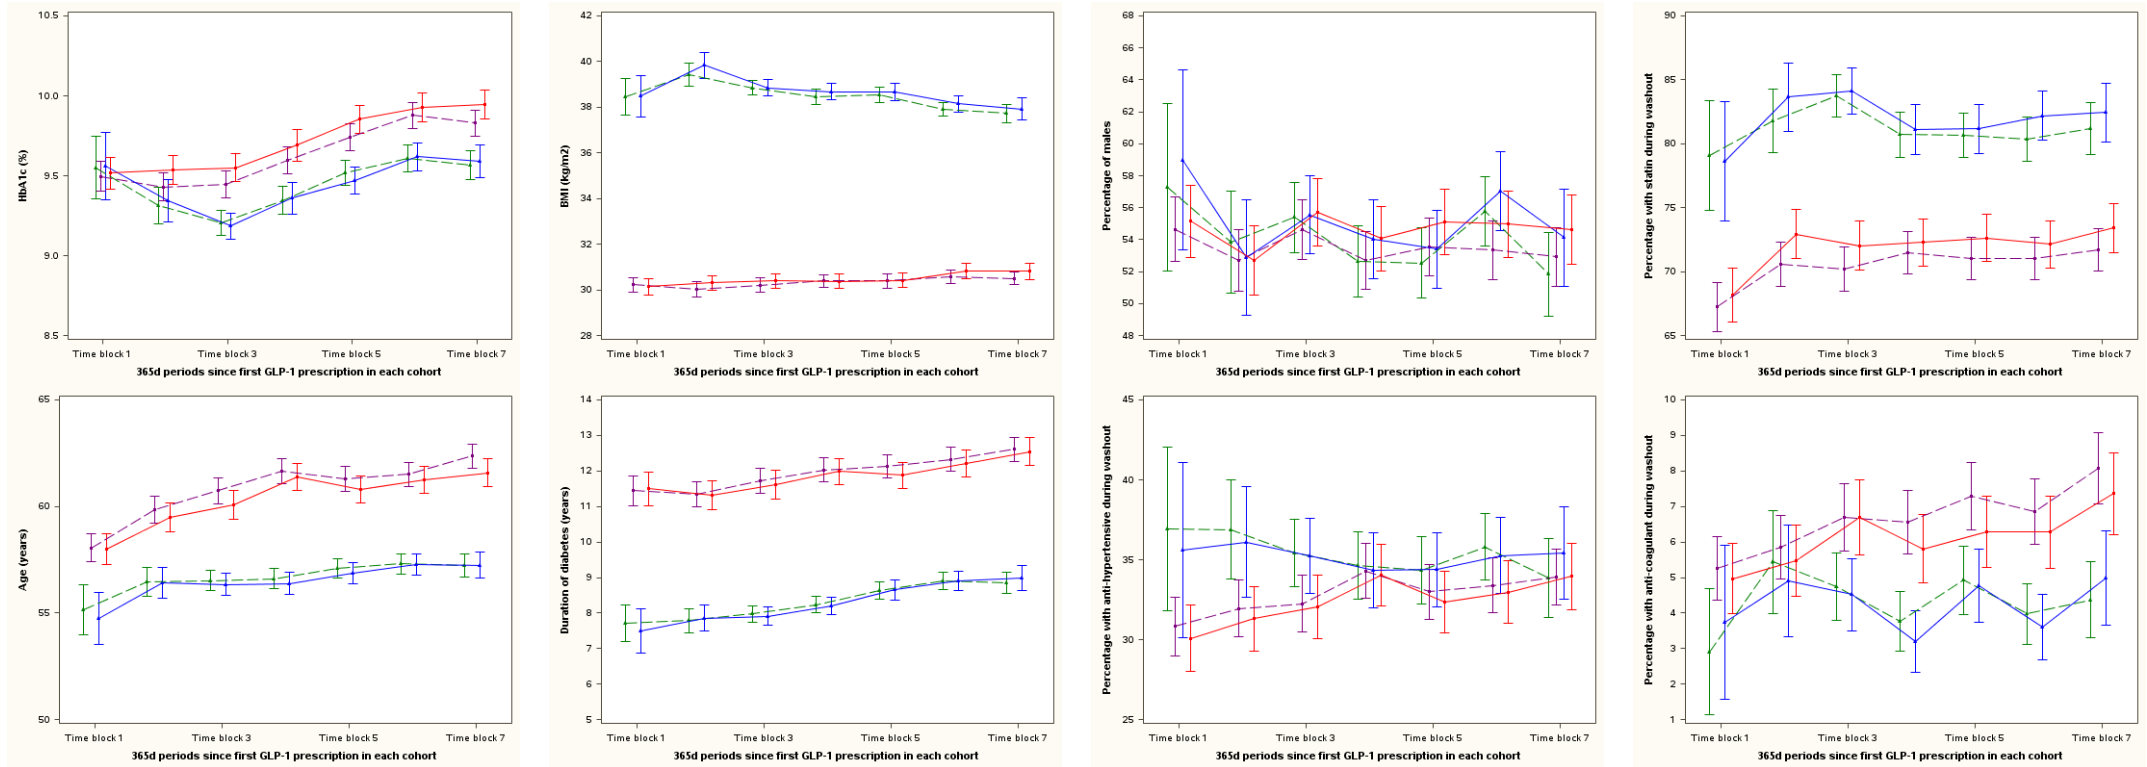 HbA1c (%)
10.5
10.0
9.5
9.0
8.5
Time block 1
Time block 3
Time block 5
Time block 7
365d periods since first GLP-1 prescription in each cohort
BMI (kg/m2)
42
40
38
36
34
32
30
28
Time block 1
Time block 3
Time block 5
Time block 7
365d periods since first GLP-1 prescription in each cohort
Percentage of males
68
66
64
62
60
58
56
54
52
50
48
Time block 1
Time block 3
Time block 5
Time block 7
365d periods since first GLP-1 prescription in each cohort
Percentage with statin during washout
90
85
80
75
70
65
Time block 1
Time block 3
Time block 5
Time block 7
365d periods since first GLP-1 prescription in each cohort
Age (years)
65
60
55
50
Time block 1
Time block 3
Time block 5
Time block 7
365d periods since first GLP-1 prescription in each cohort
Duration of diabetes (years)
14
13
12
11
10
9
8
7
6
5
Time block 1
Time block 3
Time block 5
Time block 7
365d periods since first GLP-1 prescription in each cohort
Percentage with anti-hypertensive during washout
45
40
35
30
25
Time block 1
Time block 3
Time block 5
Time block 7
365d periods since first GLP-1 prescription in each cohort
Percentage with anti-coagulant during washout
10
9
8
7
6
5
4
3
2
1
Time block 1
Time block 3
Time block 5
Time block 7
365d periods since first GLP-1 prescription in each cohort